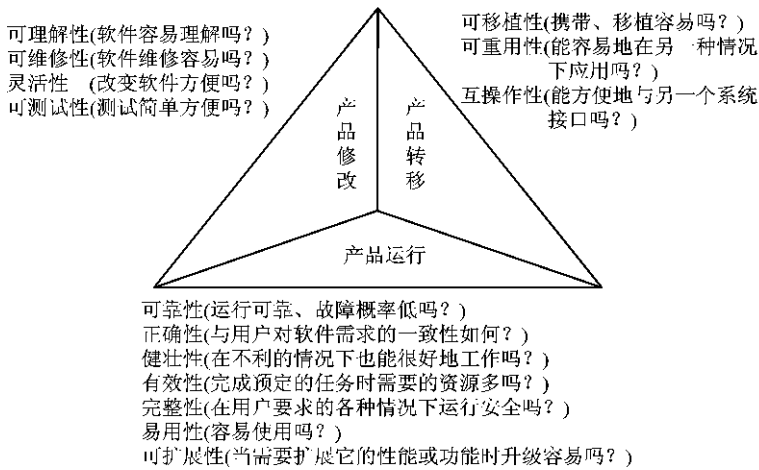 可理解性(软件容易理解吗？)
可维修性(软件维修容易吗？)
灵活性 (改变软件方便吗？)
可测试性(测试简单方便吗？)
可移植性(携带、移植容易吗？)
可重用性(能容易地在另一种情况
下应用吗？)
互操作性(能方便地与另一个系统
接口吗？)
产品修改
产品转移
产品运行
可靠性(运行可靠、故障概率低吗？)
正确性(与用户对软件需求的一致性如何？)
健壮性(在不利的情况下也能很好地工作吗？)
有效性(完成预定的任务时需要的资源多吗？)
完整性(在用户要求的各种情况下运行安全吗？)
易用性(容易使用吗？)
可扩展性(当需要扩展它的性能或功能时升级容易吗？)